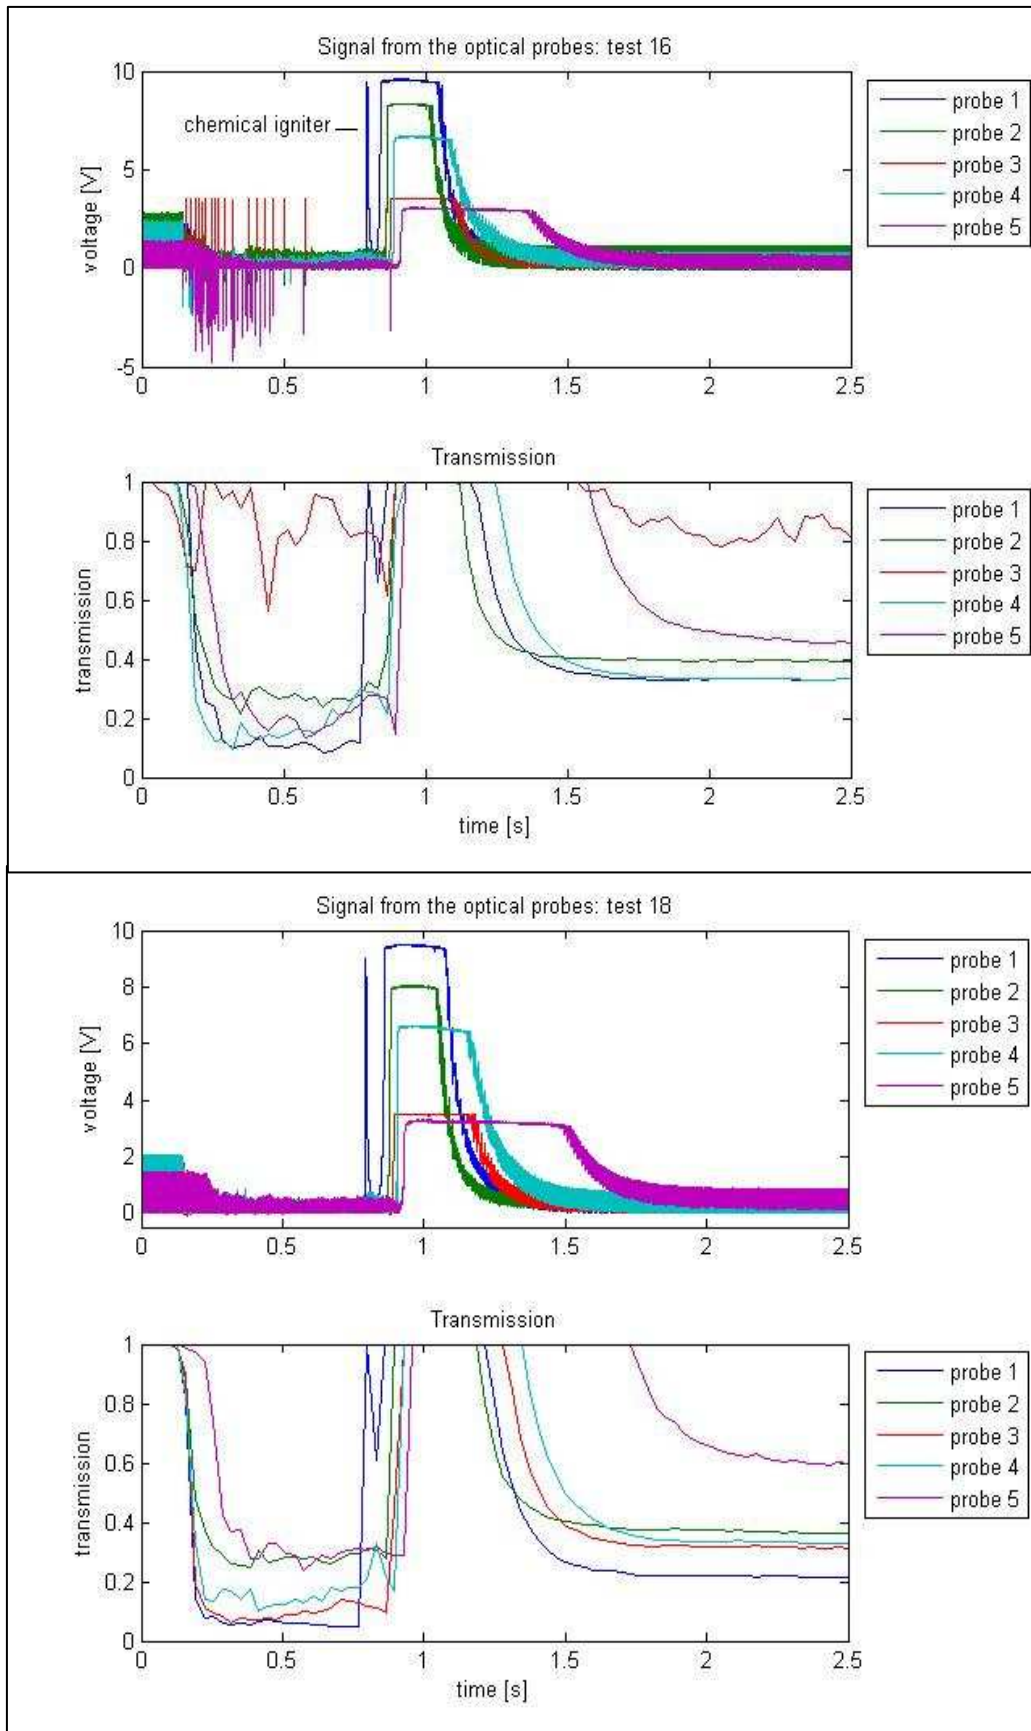 Signal from the optical probes: test 16
10
5
0
-5
voltage [V]
chemical igniter
0 0.5 1 1.5 2 2.5
probe 1
probe 2
probe 3
probe 4
probe 5
Transmission
1
0.8
0.6
0.4
0.2
0
transmission
0 0.5 1 1.5 2 2.5
time [s]
probe 1
probe 2
probe 3
probe 4
probe 5
Signal from the optical probes: test 18
10
8
6
4
2
0
voltage [V]
0 0.5 1 1.5 2 2.5
probe 1
probe 2
probe 3
probe 4
probe 5
Transmission
1
0.8
0.6
0.4
0.2
0
transmission
0 0.5 1 1.5 2 2.5
time [s]
probe 1
probe 2
probe 3
probe 4
probe 5